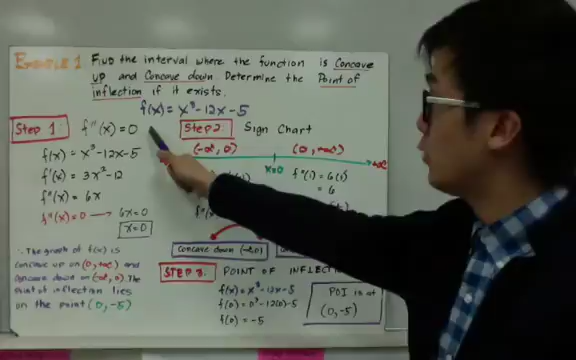 Example 1: Find the interval where the function is Concave
up and Concave down. Determine the Point of
inflection if it exists.
f(x) = x³-12x-5
Step 1: f"(x) = 0
f(x) = x³-12x-5
f'(x) = 3x²-12
f"(x) = 6x
f"(x) = 0 → 6x=0
x=0
∴ The graph of f(x) is
concave up on (0, +∞) and
concave down on (-∞, 0). The
point of inflection lies
on the point (0, -5)
Step 2: Sign Chart
(-∞, 0) (0, +∞)
x=0 +∞
f"(1) = 6(1)
= 6
Concave down (-∞, 0)
STEP 3: POINT OF
f(x) = x³-12x-5
f(0) = 0³-12(0)-5
f(0) = -5
POI is at
(0, -5)